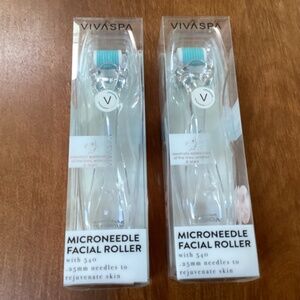 VIVASPA
V
MICRONEEDLE
FACIAL ROLLER
with 540
.25mm needles to
rejuvenate skin
VIVASPA
V
MICRONEEDLE
FACIAL ROLLER
with 540
.25mm needles to
rejuvenate skin